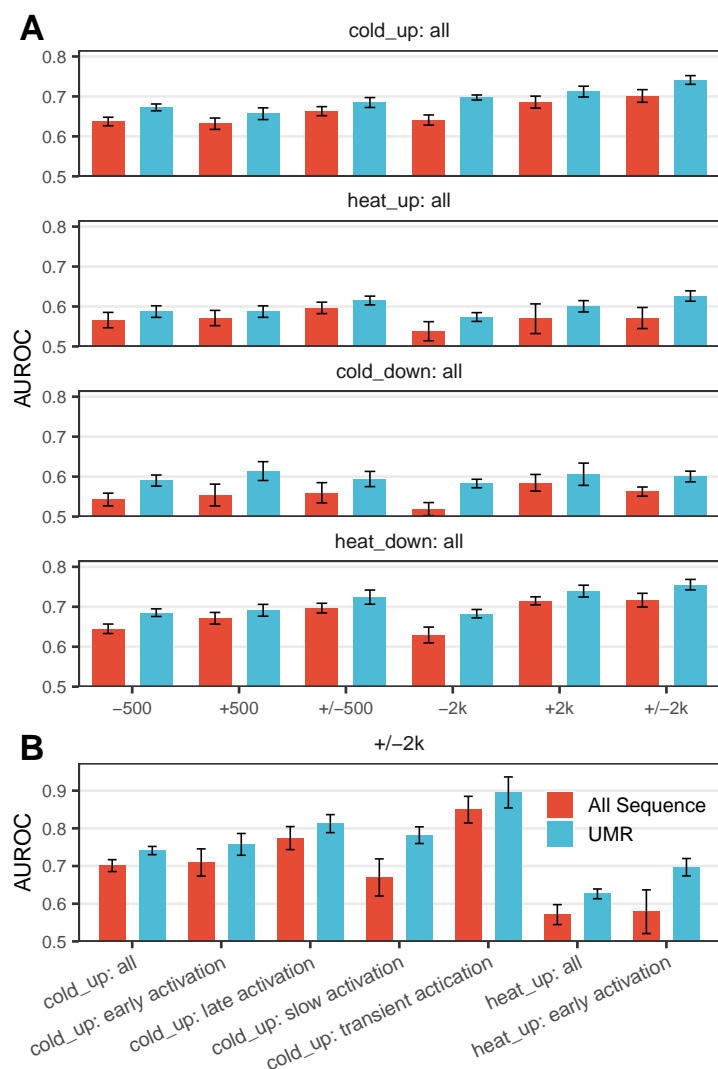 A
cold_up: all
0.8
0.7
0.6
0.5
heat_up: all
0.8
0.7
0.6
0.5
AUROC
cold_down: all
0.8
0.7
0.6
0.5
heat_down: all
0.8
0.7
0.6
0.5
−500 +500 +/−500 −2k +2k +/−2k
B
+/−2k
0.9
0.8
0.7
0.6
0.5
AUROC
All Sequence
UMR
cold_up: all
cold_up: early activation
cold_up: late activation
cold_up: slow activation
cold_up: transient actication
heat_up: all
heat_up: early activation